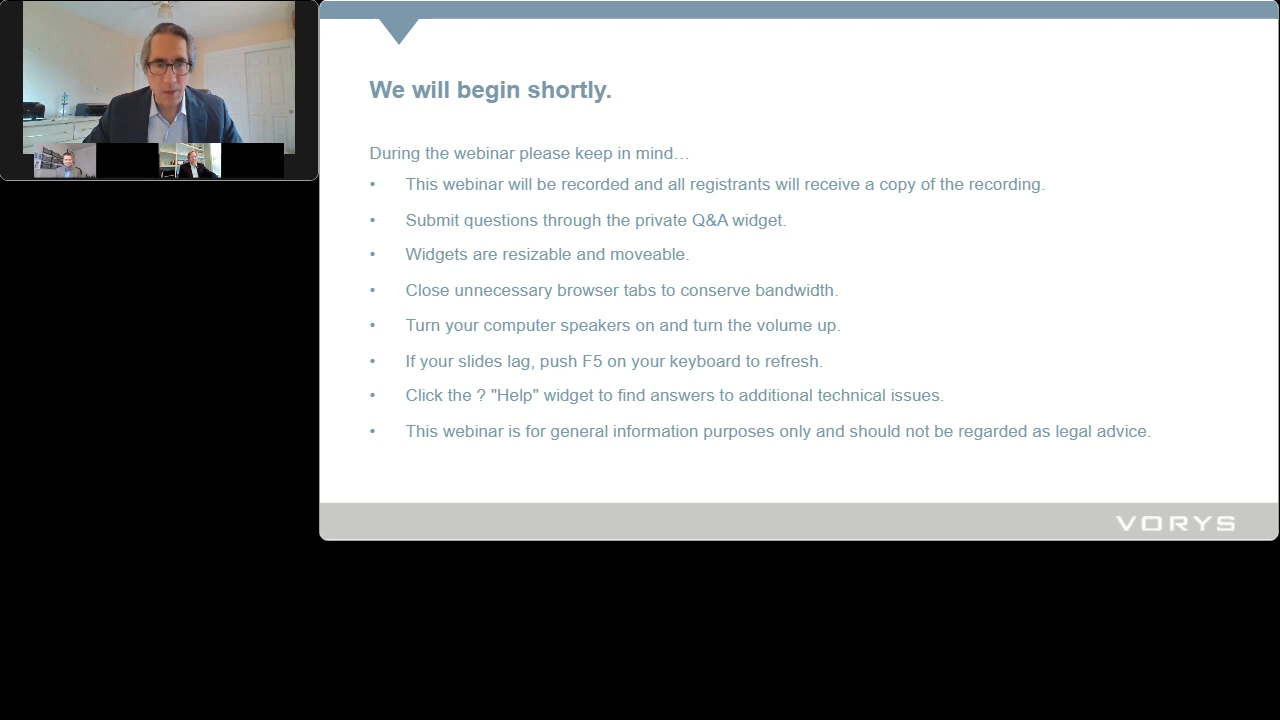 We will begin shortly.
During the webinar please keep in mind…
• This webinar will be recorded and all registrants will receive a copy of the recording.
• Submit questions through the private Q&A widget.
• Widgets are resizable and moveable.
• Close unnecessary browser tabs to conserve bandwidth.
• Turn your computer speakers on and turn the volume up.
• If your slides lag, push F5 on your keyboard to refresh.
• Click the ? "Help" widget to find answers to additional technical issues.
• This webinar is for general information purposes only and should not be regarded as legal advice.
VORYS